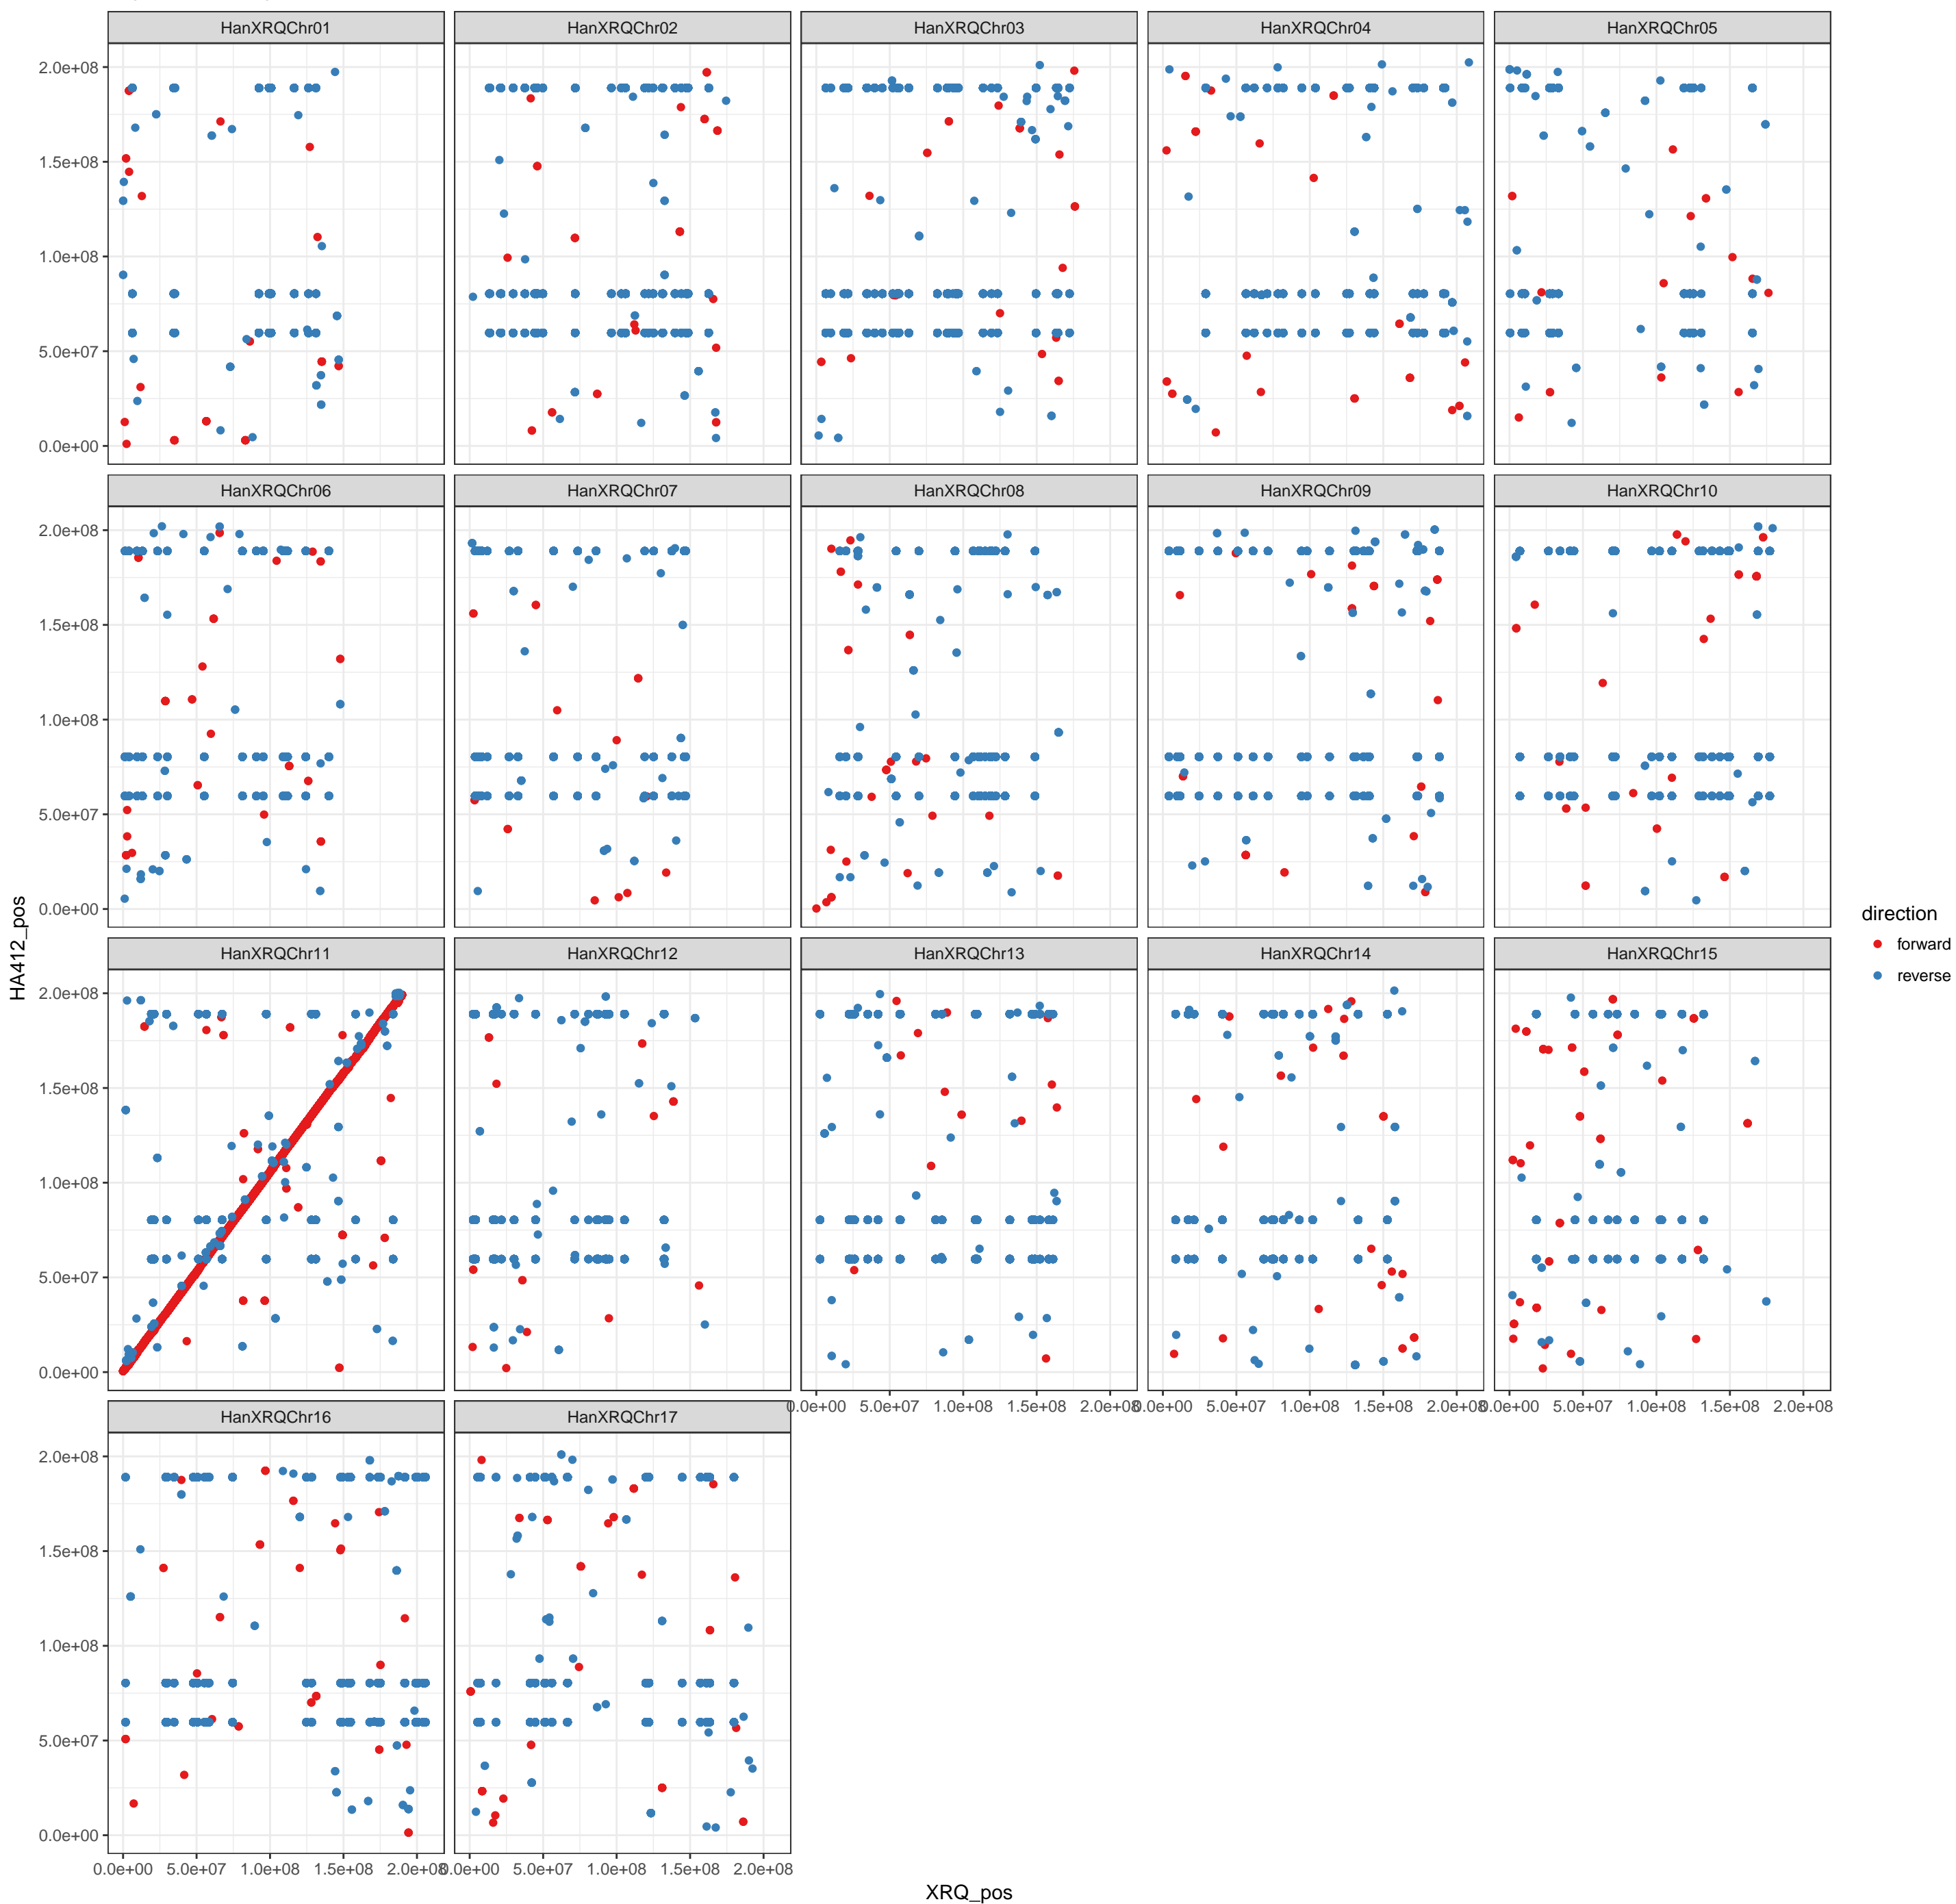 HanXRQChr01 HanXRQChr02 HanXRQChr03 HanXRQChr04 HanXRQChr05
2.0e+08
1.5e+08
1.0e+08
5.0e+07
0.0e+00
HanXRQChr06 HanXRQChr07 HanXRQChr08 HanXRQChr09 HanXRQChr10
2.0e+08
1.5e+08
1.0e+08
5.0e+07
0.0e+00
HA412_pos
direction
forward
reverse
HanXRQChr11 HanXRQChr12 HanXRQChr13 HanXRQChr14 HanXRQChr15
2.0e+08
1.5e+08
1.0e+08
5.0e+07
0.0e+00
0.0e+00 5.0e+07 1.0e+08 1.5e+08 2.0e+08 0.0e+00 5.0e+07 1.0e+08 1.5e+08 2.0e+08 0.0e+00 5.0e+07 1.0e+08 1.5e+08 2.0e+08
HanXRQChr16 HanXRQChr17
2.0e+08
1.5e+08
1.0e+08
5.0e+07
0.0e+00
0.0e+00 5.0e+07 1.0e+08 1.5e+08 2.0e+08 0.0e+00 5.0e+07 1.0e+08 1.5e+08 2.0e+08
XRQ_pos